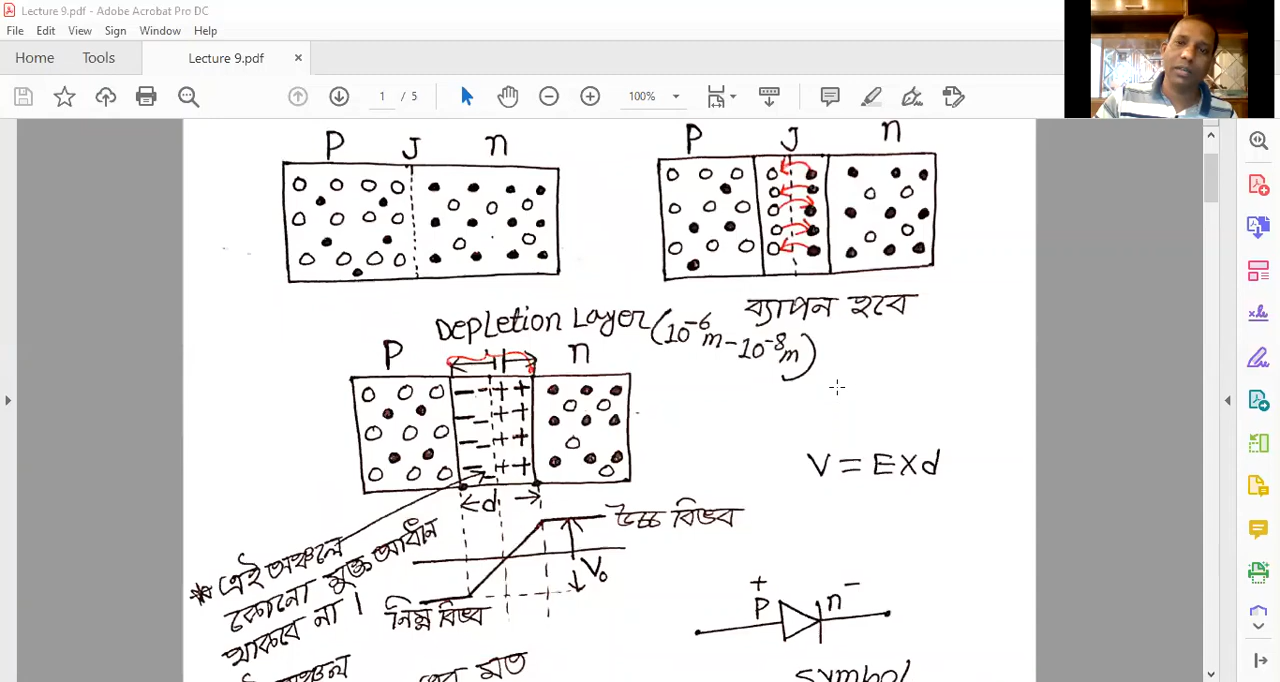 Lecture 9.pdf - Adobe Acrobat Pro DC
File Edit View Sign Window Help
Home Tools Lecture 9.pdf ×
1 / 5 100%
P J n
P J n
ব্যাপন হবে
Depletion Layer (10⁻⁶m - 10⁻⁸m)
P n
V = E×d
d
উচ্চ বিভব
V₀
নিম্ন বিভব
* এই অঞ্চলে
কোনো মুক্ত আধান
থাকবে না।
+ -
P n
মত
symbol